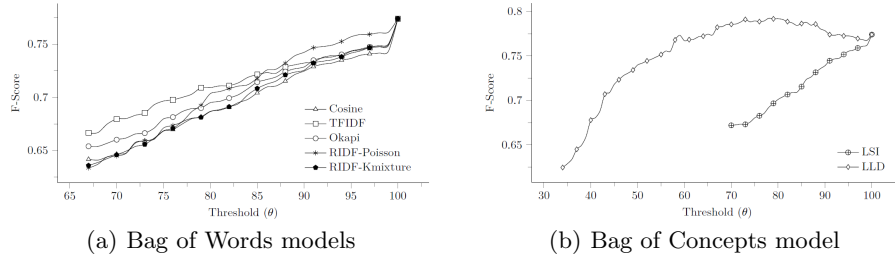 0.75
0.7
0.65
F-Score
65 70 75 80 85 90 95 100
Threshold (θ)
Cosine
TFIDF
Okapi
RIDF-Poisson
RIDF-Kmixture
(a) Bag of Words models
0.8
0.75
0.7
0.65
F-Score
30 40 50 60 70 80 90 100
Threshold (θ)
LSI
LLD
(b) Bag of Concepts model